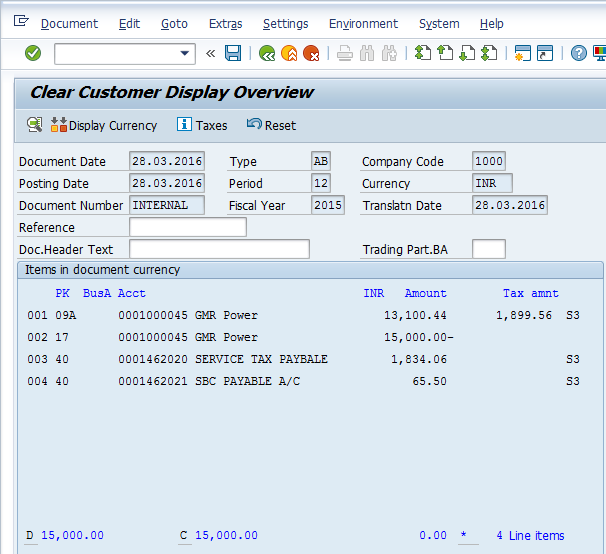 Document Edit Goto Extras Settings Environment System Help
Clear Customer Display Overview
Display Currency Taxes Reset
Document Date 28.03.2016 Type AB Company Code 1000
Posting Date 28.03.2016 Period 12 Currency INR
Document Number INTERNAL Fiscal Year 2015 Translatn Date 28.03.2016
Reference
Doc.Header Text Trading Part.BA
Items in document currency
PK BusA Acct INR Amount Tax amnt
001 09A 0001000045 GMR Power 13,100.44 1,899.56 S3
002 17 0001000045 GMR Power 15,000.00-
003 40 0001462020 SERVICE TAX PAYBALE 1,834.06 S3
004 40 0001462021 SBC PAYABLE A/C 65.50 S3
D 15,000.00 C 15,000.00 0.00 * 4 Line items